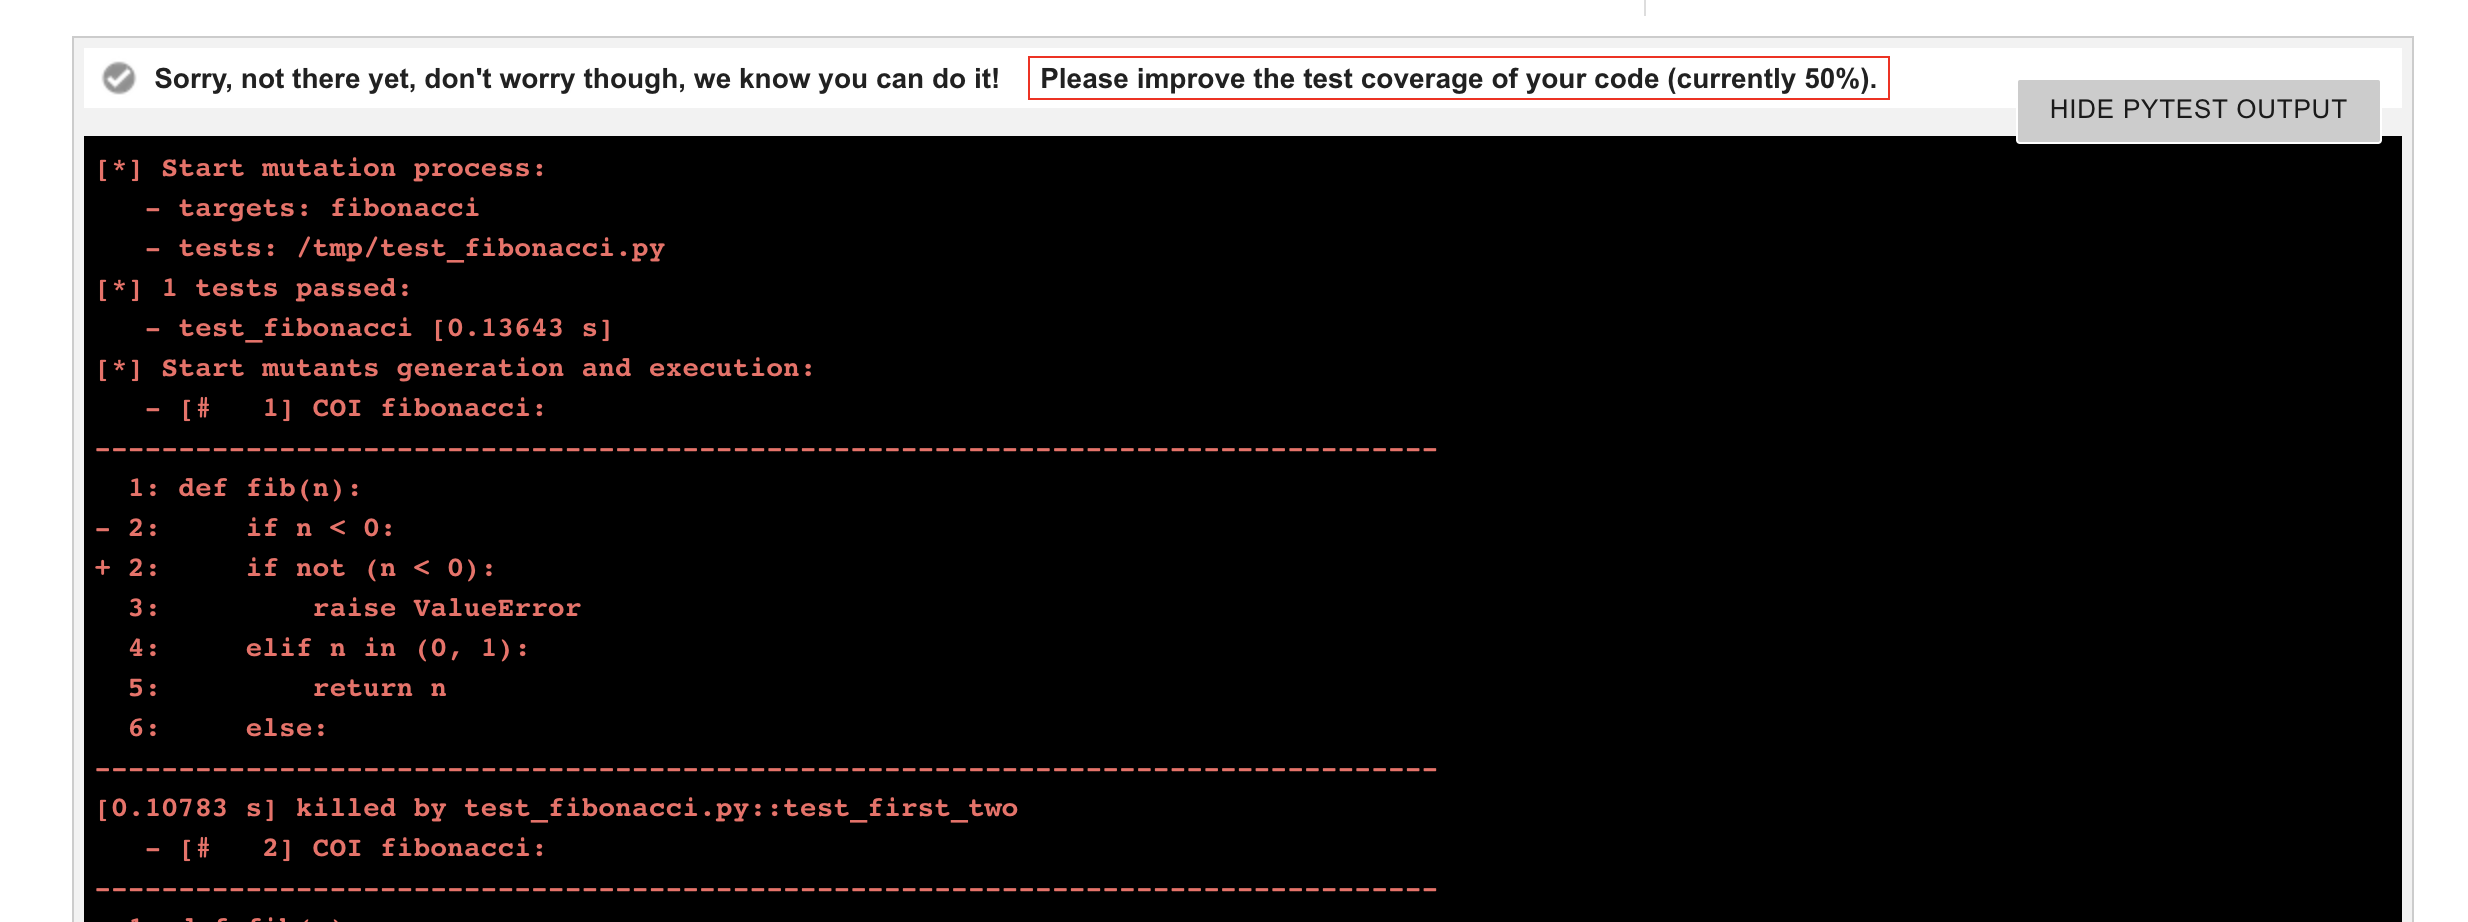 Sorry, not there yet, don't worry though, we know you can do it! Please improve the test coverage of your code (currently 50%).
HIDE PYTEST OUTPUT
[*] Start mutation process:
   - targets: fibonacci
   - tests: /tmp/test_fibonacci.py
[*] 1 tests passed:
   - test_fibonacci [0.13643 s]
[*] Start mutants generation and execution:
   - [#   1] COI fibonacci:
--------------------------------------------------------------------------------
  1: def fib(n):
- 2:     if n < 0:
+ 2:     if not (n < 0):
  3:         raise ValueError
  4:     elif n in (0, 1):
  5:         return n
  6:     else:
--------------------------------------------------------------------------------
[0.10783 s] killed by test_fibonacci.py::test_first_two
   - [#   2] COI fibonacci:
--------------------------------------------------------------------------------